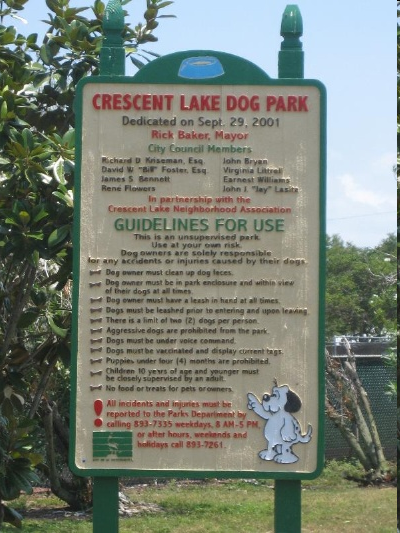 CRESCENT LAKE DOG PARK
Dedicated on Sept. 29, 2001
Rick Baker, Mayor
City Council Members
Richard D. Kriseman, Esq. John Bryan
David W. "Bill" Foster, Esq. Virginia Littrell
James S. Bennett Earnest Williams
René Flowers John J. "Jay" Lasita
In partnership with the
Crescent Lake Neighborhood Association
GUIDELINES FOR USE
This is an unsupervised park.
Use at your own risk.
Dog owners are solely responsible
for any accidents or injuries caused by their dogs.
Dog owner must clean up dog feces.
Dog owner must be in park enclosure and within view
of their dogs at all times.
Dog owner must have a leash in hand at all times.
Dogs must be leashed prior to entering and upon leaving.
There is a limit of two (2) dogs per person.
Aggressive dogs are prohibited from the park.
Dogs must be under voice command.
Dogs must be vaccinated and display current tags.
Puppies under four (4) months are prohibited.
Children 10 years of age and younger must
be closely supervised by an adult.
No food or treats for pets or owners.
! All incidents and injuries must be
reported to the Parks Department by
calling 893-7335 weekdays, 8 AM-5 PM,
or after hours, weekends and
holidays call 893-7261.